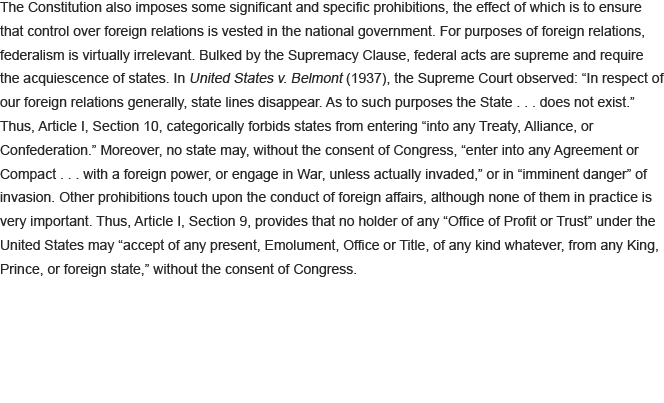 The Constitution also imposes some significant and specific prohibitions, the effect of which is to ensure
that control over foreign relations is vested in the national government. For purposes of foreign relations,
federalism is virtually irrelevant. Bulked by the Supremacy Clause, federal acts are supreme and require
the acquiescence of states. In United States v. Belmont (1937), the Supreme Court observed: “In respect of
our foreign relations generally, state lines disappear. As to such purposes the State . . . does not exist.”
Thus, Article I, Section 10, categorically forbids states from entering “into any Treaty, Alliance, or
Confederation.” Moreover, no state may, without the consent of Congress, “enter into any Agreement or
Compact . . . with a foreign power, or engage in War, unless actually invaded,” or in “imminent danger” of
invasion. Other prohibitions touch upon the conduct of foreign affairs, although none of them in practice is
very important. Thus, Article I, Section 9, provides that no holder of any “Office of Profit or Trust” under the
United States may “accept of any present, Emolument, Office or Title, of any kind whatever, from any King,
Prince, or foreign state,” without the consent of Congress.